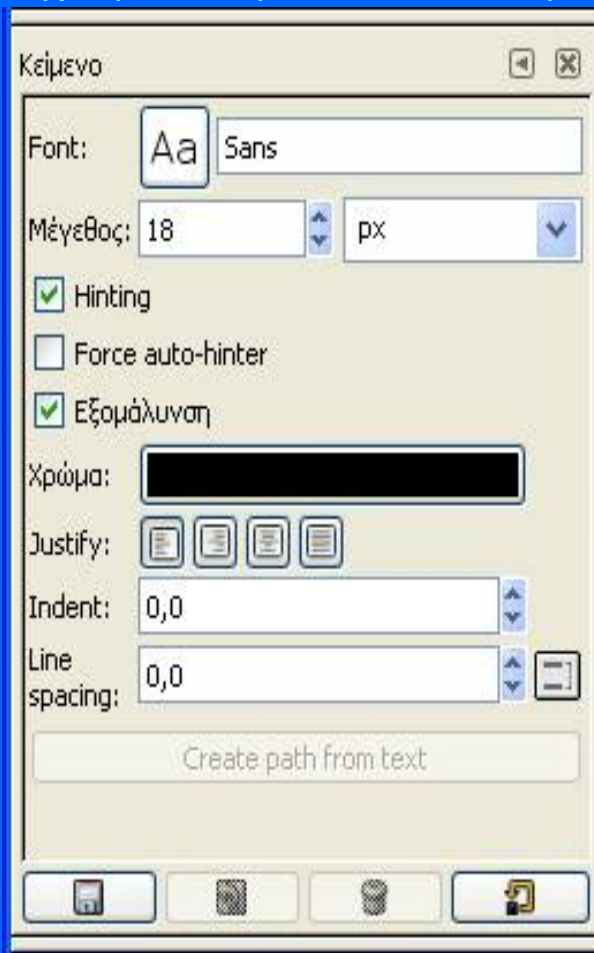 Κείμενο
Font: Aa Sans
Μέγεθος: 18 px
Hinting
Force auto-hinter
Εξομάλυνση
Χρώμα:
Justify:
Indent: 0,0
Line
spacing: 0,0
Create path from text